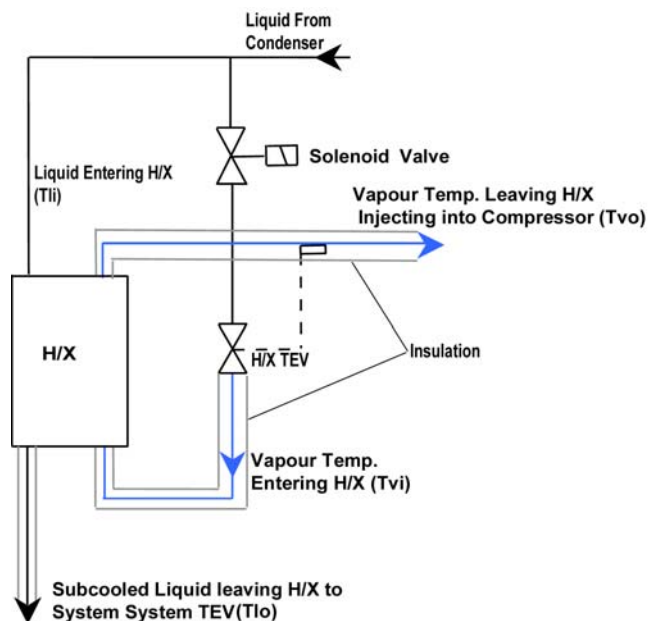 Liquid From
Condenser
Solenoid Valve
Liquid Entering H/X
(Tli)
Vapour Temp. Leaving H/X
Injecting into Compressor (Tvo)
H/X
H/X TEV
Insulation
Vapour Temp.
Entering H/X (Tvi)
Subcooled Liquid leaving H/X to
System System TEV(Tlo)